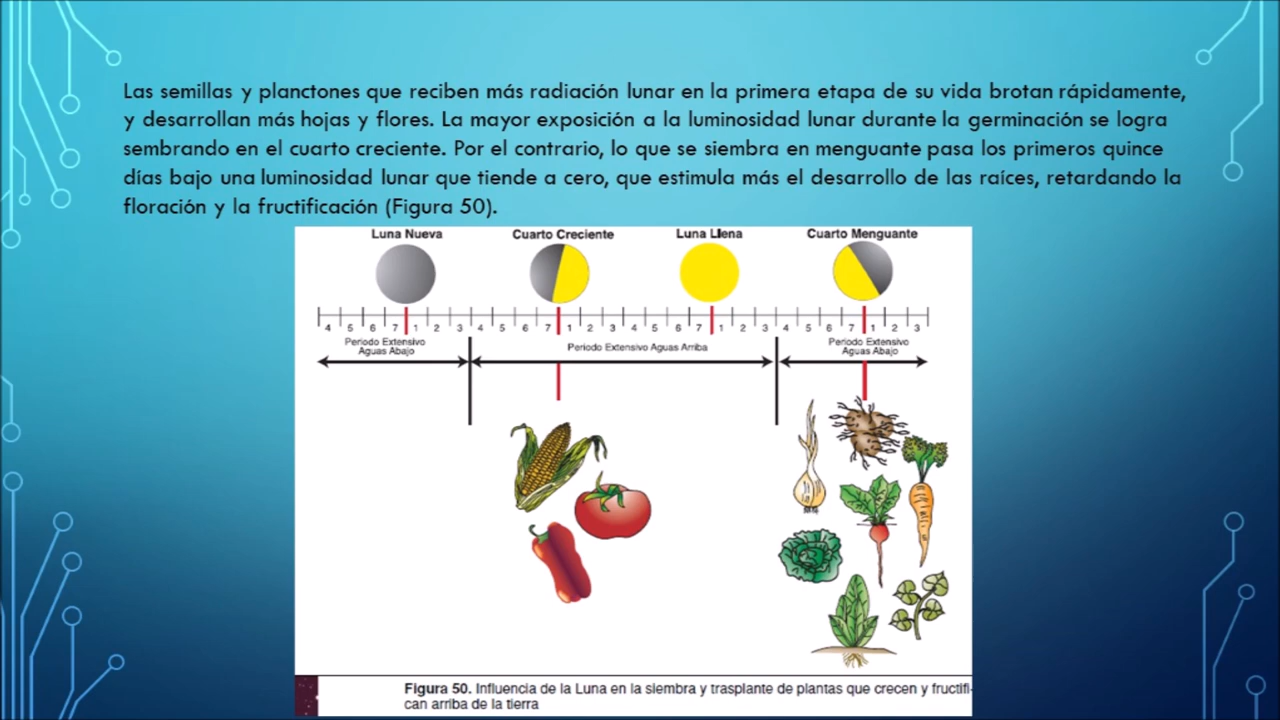 Las semillas y planctones que reciben más radiación lunar en la primera etapa de su vida brotan rápidamente,
y desarrollan más hojas y flores. La mayor exposición a la luminosidad lunar durante la germinación se logra
sembrando en el cuarto creciente. Por el contrario, lo que se siembra en menguante pasa los primeros quince
días bajo una luminosidad lunar que tiende a cero, que estimula más el desarrollo de las raíces, retardando la
floración y la fructificación (Figura 50).
Luna Nueva Cuarto Creciente Luna Llena Cuarto Menguante
4 5 6 7 1 2 3 4 5 6 7 1 2 3 4 5 6 7 1 2 3 4 5 6 7 1 2 3
Periodo Extensivo
Aguas Abajo
Periodo Extensivo Aguas Arriba
Periodo Extensivo
Aguas Abajo
Figura 50. Influencia de la Luna en la siembra y trasplante de plantas que crecen y fructifi-
can arriba de la tierra